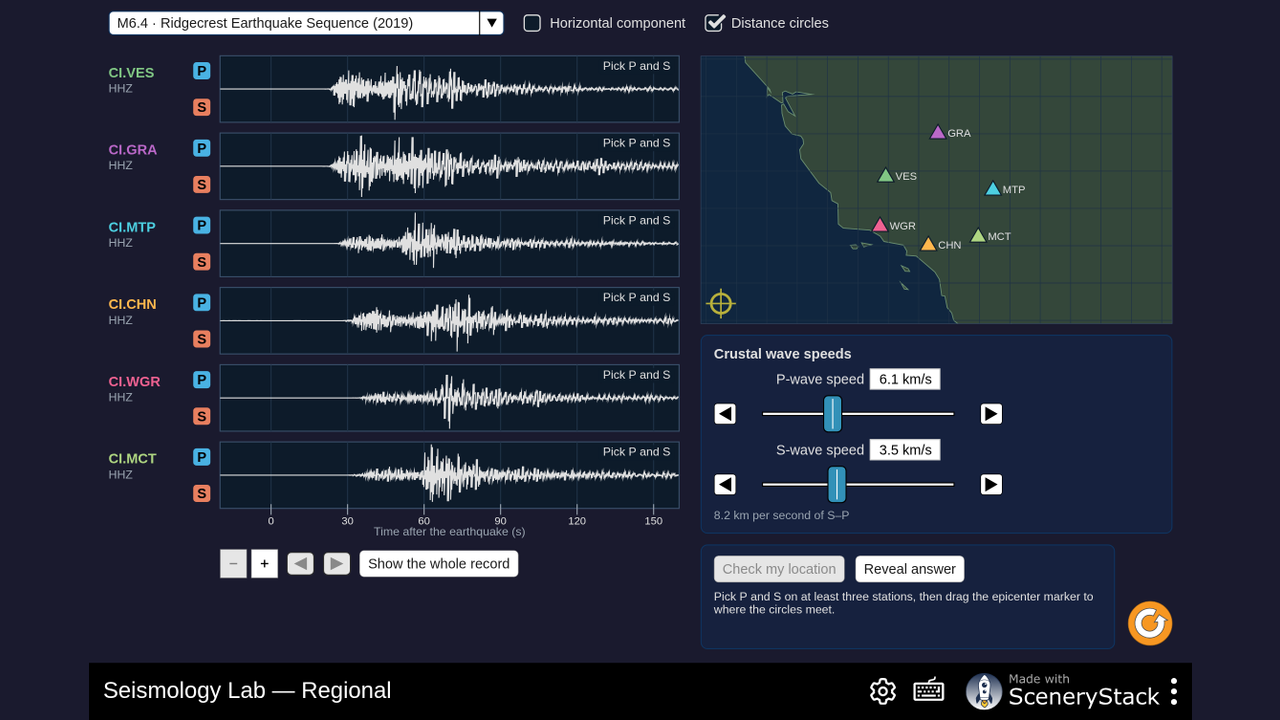 M6.4 · Ridgecrest Earthquake Sequence (2019)
Horizontal component
Distance circles
CI.VES
HHZ
P
S
Pick P and S
CI.GRA
HHZ
P
S
Pick P and S
CI.MTP
HHZ
P
S
Pick P and S
CI.CHN
HHZ
P
S
Pick P and S
CI.WGR
HHZ
P
S
Pick P and S
CI.MCT
HHZ
P
S
Pick P and S
0 30 60 90 120 150
Time after the earthquake (s)
Show the whole record
GRA
VES
MTP
WGR
CHN
MCT
Crustal wave speeds
P-wave speed 6.1 km/s
S-wave speed 3.5 km/s
8.2 km per second of S–P
Check my location
Reveal answer
Pick P and S on at least three stations, then drag the epicenter marker to
where the circles meet.
Seismology Lab — Regional
Made with
SceneryStack